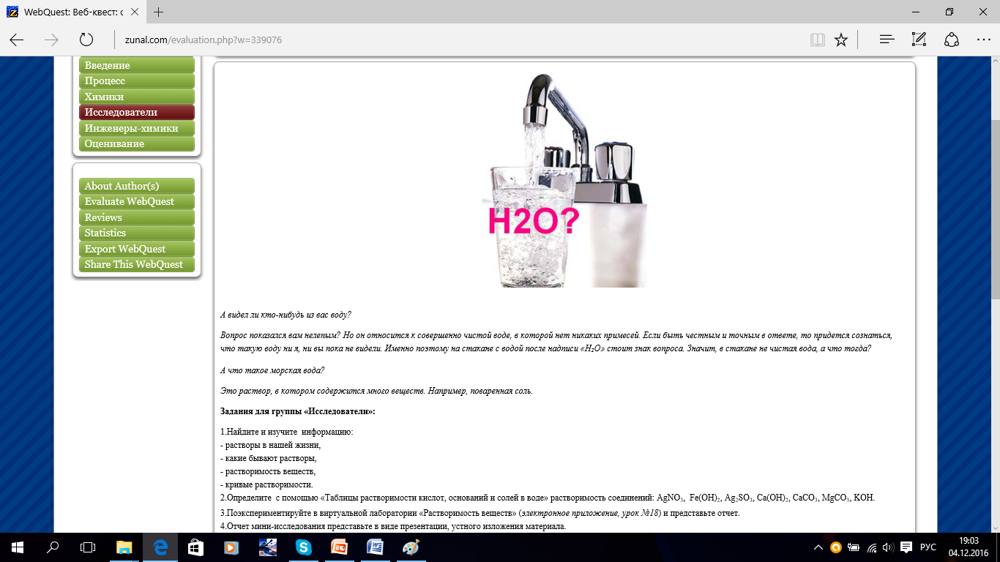 WebQuest: Веб-квест: с
zunal.com/evaluation.php?w=339076
Введение
Процесс
Химики
Исследователи
Инженеры-химики
Оценивание
About Author(s)
Evaluate WebQuest
Reviews
Statistics
Export WebQuest
Share This WebQuest
H2O?
А видел ли кто-нибудь из вас воду?
Вопрос показался вам нелепым? Но он относится к совершенно чистой воде, в которой нет никаких примесей. Если быть честным и точным в ответе, то придется сознаться,
что такую воду ни я, ни вы пока не видели. Именно поэтому на стакане с водой после надписи «H₂O» стоит знак вопроса. Значит, в стакане не чистая вода, а что тогда?
А что такое морская вода?
Это раствор, в котором содержится много веществ. Например, поваренная соль.
Задания для группы «Исследователи»:
1.Найдите и изучите информацию:
- растворы в нашей жизни,
- какие бывают растворы,
- растворимость веществ,
- кривые растворимости.
2.Определите с помощью «Таблицы растворимости кислот, оснований и солей в воде» растворимость соединений: AgNO₃, Fe(OH)₂, Ag₂SO₃, Ca(OH)₂, CaCO₃, MgCO₃, KOH.
3.Поэкспериментируйте в виртуальной лаборатории «Растворимость веществ» (электронное приложение, урок №18) и представьте отчет.
4.Отчет мини-исследования представьте в виде презентации, устного изложения материала.
РУС
19:03
04.12.2016